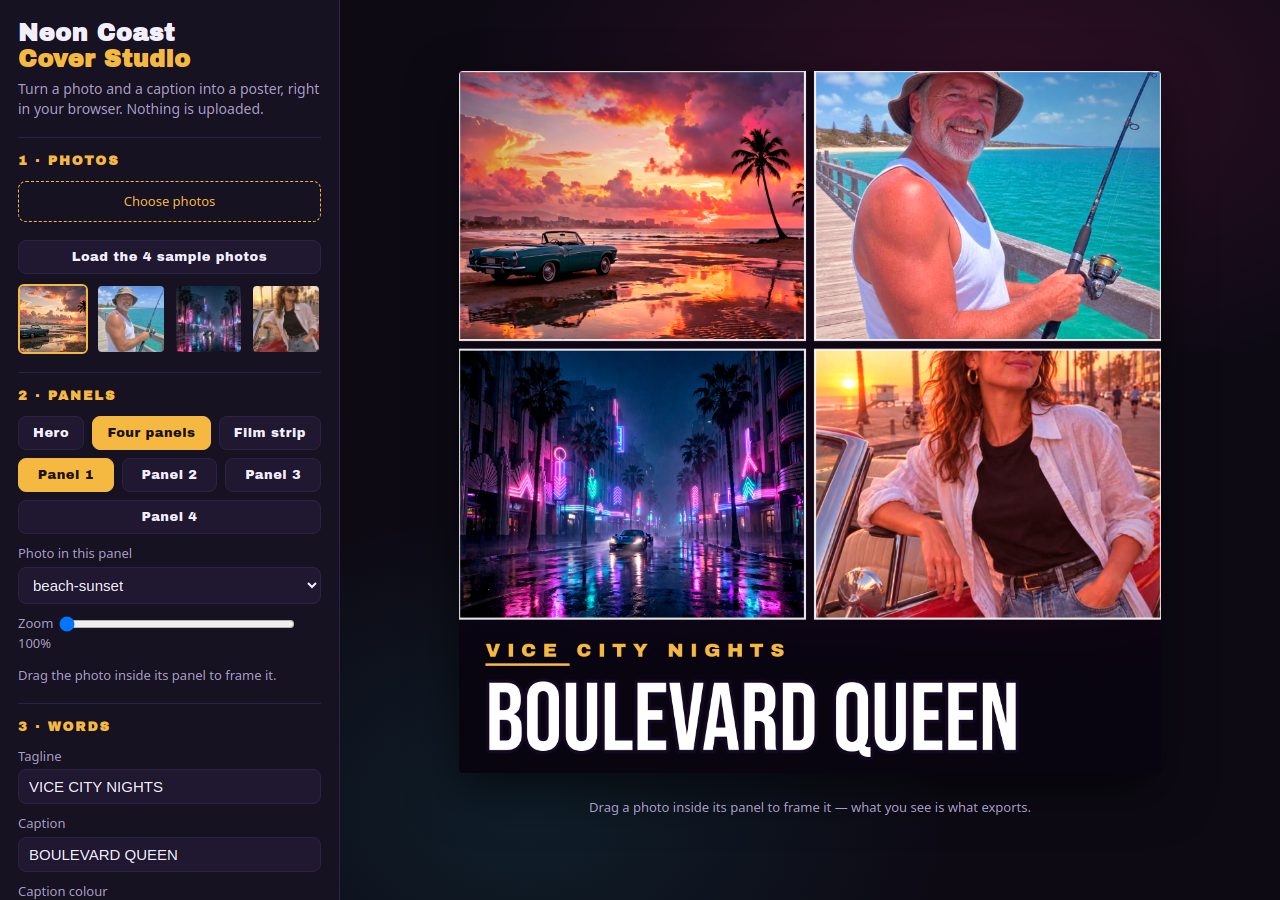 Neon Coast
Cover Studio
Turn a photo and a caption into a poster, right
in your browser. Nothing is uploaded.
1 · PHOTOS
Choose photos
Load the 4 sample photos
2 · PANELS
Hero
Four panels
Film strip
Panel 1
Panel 2
Panel 3
Panel 4
Photo in this panel
beach-sunset
Zoom
100%
Drag the photo inside its panel to frame it.
3 · WORDS
Tagline
VICE CITY NIGHTS
Caption
BOULEVARD QUEEN
Caption colour
VICE CITY NIGHTS
BOULEVARD QUEEN
Drag a photo inside its panel to frame it — what you see is what exports.